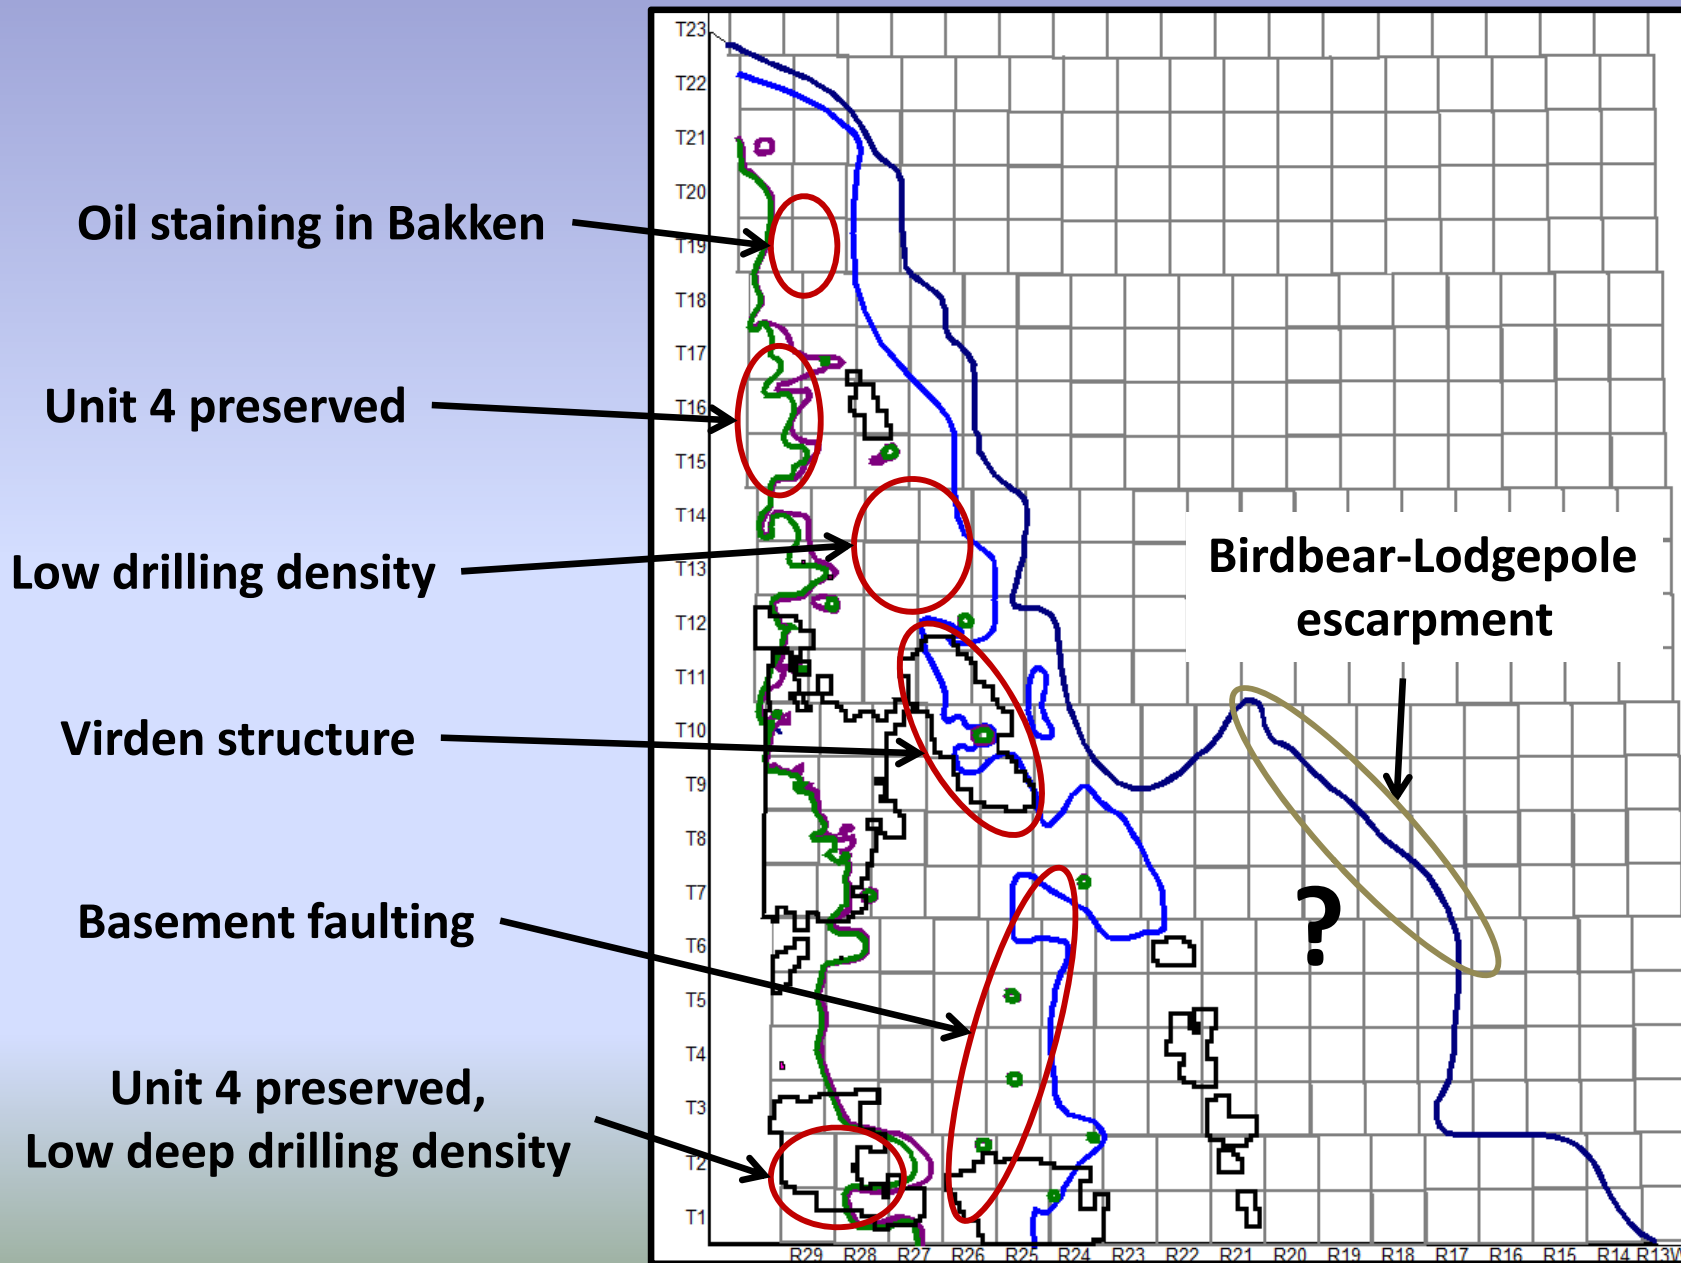 Oil staining in Bakken
Unit 4 preserved
Low drilling density
Virden structure
Basement faulting
Unit 4 preserved,
Low deep drilling density
Birdbear-Lodgepole
escarpment
?
T23
T22
T21
T20
T19
T18
T17
T16
T15
T14
T13
T12
T11
T10
T9
T8
T7
T6
T5
T4
T3
T2
T1
R29 R28 R27 R26 R25 R24 R23 R22 R21 R20 R19 R18 R17 R16 R15 R14 R13W